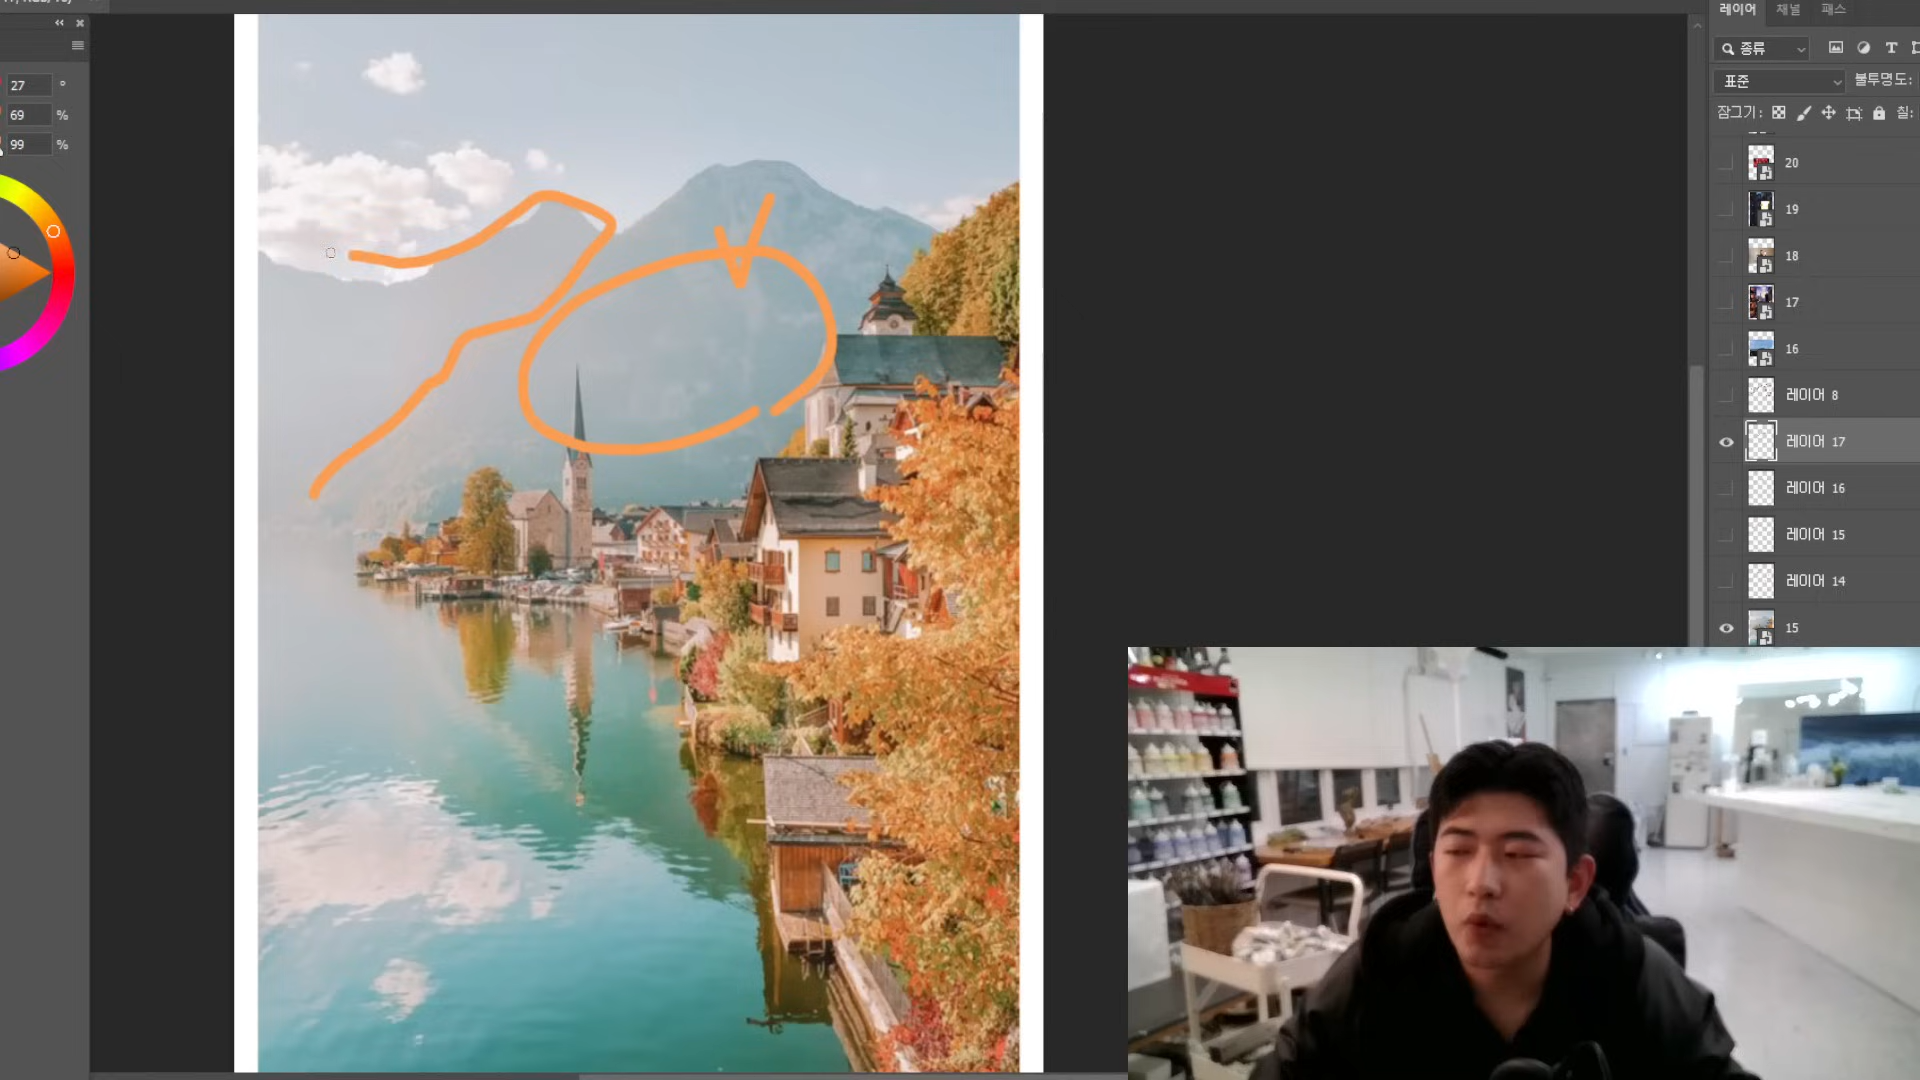 레이어 채널 패스
종류 T
표준 불투명도:
잠그기: 칠:
27 °
69 %
99 %
20
19
18
17
16
레이어 8
레이어 17
레이어 16
레이어 15
레이어 14
15